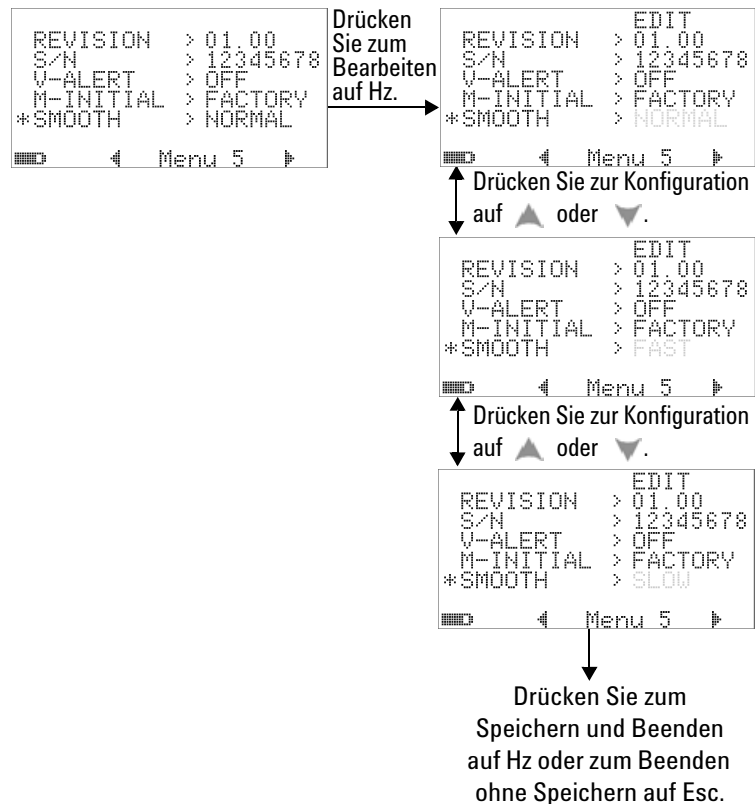 REVISION > 01.00
S/N > 12345678
V-ALERT > OFF
M-INITIAL > FACTORY
*SMOOTH > NORMAL
Menu 5
Drücken
Sie zum
Bearbeiten
auf Hz.
EDIT
REVISION > 01.00
S/N > 12345678
V-ALERT > OFF
M-INITIAL > FACTORY
*SMOOTH > NORMAL
Menu 5
Drücken Sie zur Konfiguration
auf oder .
EDIT
REVISION > 01.00
S/N > 12345678
V-ALERT > OFF
M-INITIAL > FACTORY
*SMOOTH > FAST
Menu 5
Drücken Sie zur Konfiguration
auf oder .
EDIT
REVISION > 01.00
S/N > 12345678
V-ALERT > OFF
M-INITIAL > FACTORY
*SMOOTH > SLOW
Menu 5
Drücken Sie zum
Speichern und Beenden
auf Hz oder zum Beenden
ohne Speichern auf Esc.